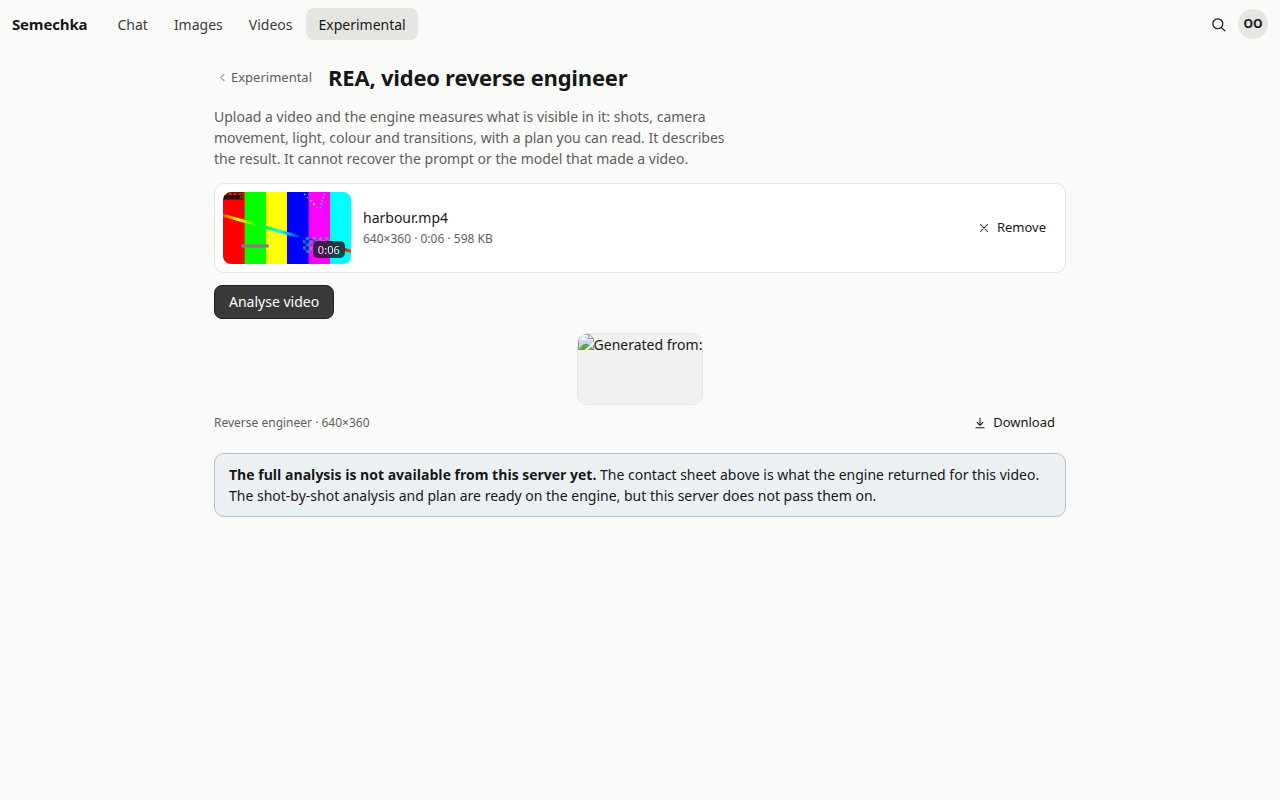 Semechka Chat Images Videos Experimental OO
Experimental REA, video reverse engineer
Upload a video and the engine measures what is visible in it: shots, camera
movement, light, colour and transitions, with a plan you can read. It describes
the result. It cannot recover the prompt or the model that made a video.
harbour.mp4
640×360 · 0:06 · 598 KB
0:06
Remove
Analyse video
Generated from:
Reverse engineer · 640×360
Download
The full analysis is not available from this server yet. The contact sheet above is what the engine returned for this video.
The shot-by-shot analysis and plan are ready on the engine, but this server does not pass them on.